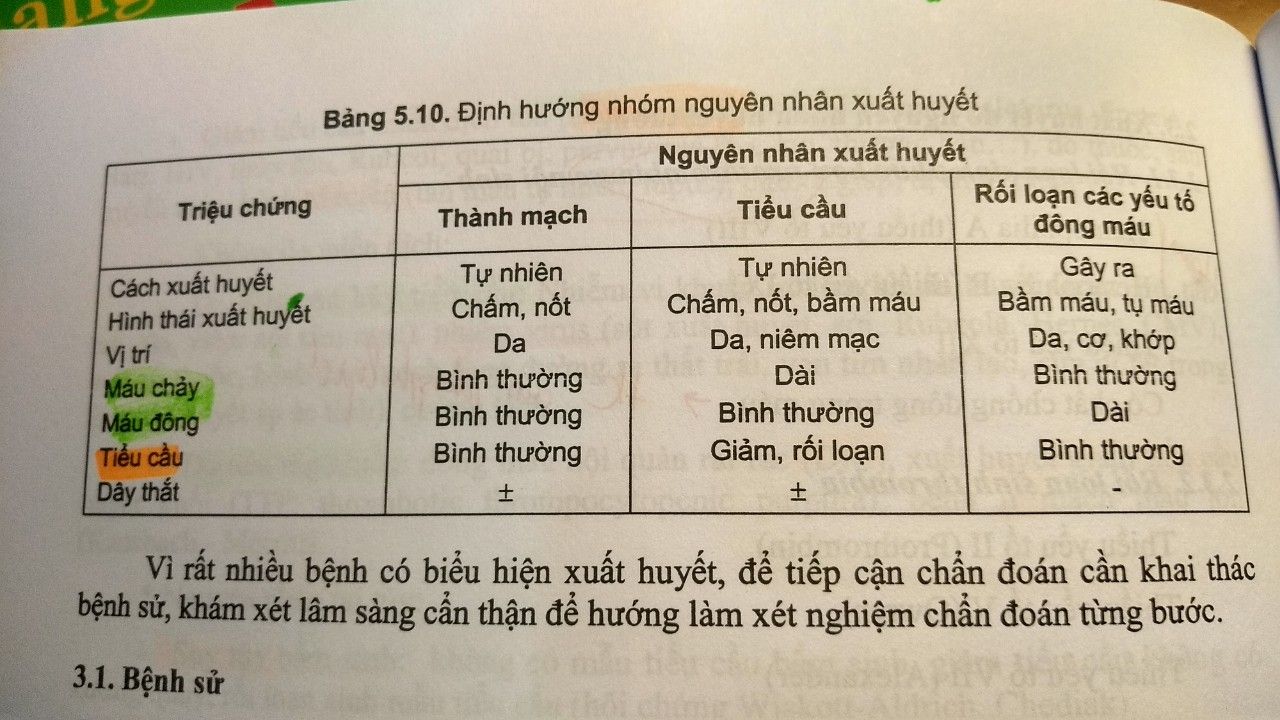 Bảng 5.10. Định hướng nhóm nguyên nhân xuất huyết
Triệu chứng
Nguyên nhân xuất huyết
Thành mạch
Tiểu cầu
Rối loạn các yếu tố
đông máu
Cách xuất huyết Tự nhiên Tự nhiên Gây ra
Hình thái xuất huyết Chấm, nốt Chấm, nốt, bầm máu Bầm máu, tụ máu
Vị trí Da Da, niêm mạc Da, cơ, khớp
Máu chảy Bình thường Dài Bình thường
Máu đông Bình thường Bình thường Dài
Tiểu cầu Bình thường Giảm, rối loạn Bình thường
Dây thắt ± ± -
Vì rất nhiều bệnh có biểu hiện xuất huyết, để tiếp cận chẩn đoán cần khai thác
bệnh sử, khám xét lâm sàng cẩn thận để hướng làm xét nghiệm chẩn đoán từng bước.
3.1. Bệnh sử